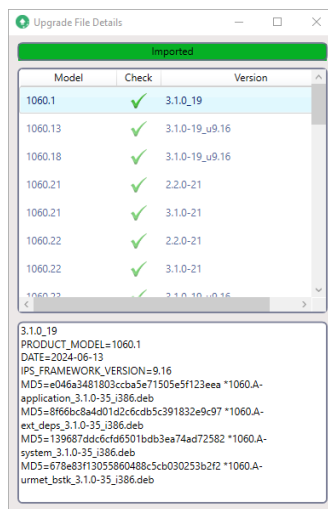 Upgrade File Details
Imported
Model Check Version
1060.1 3.1.0_19
1060.13 3.1.0-19_u9.16
1060.18 3.1.0-19_u9.16
1060.21 2.2.0-21
1060.21 3.1.0-21
1060.22 2.2.0-21
1060.22 3.1.0-21
3.1.0_19
PRODUCT_MODEL=1060.1
DATE=2024-06-13
IPS_FRAMEWORK_VERSION=9.16
MD5=e046a3481803ccba5e71505e5f123eea *1060.A-
application_3.1.0-35_i386.deb
MD5=8f66bc8a4d01d2c6cdb5c391832e9c97 *1060.A-
ext_deps_3.1.0-35_i386.deb
MD5=139687ddc6cfd6501bdb3ea74ad72582 *1060.A-
system_3.1.0-35_i386.deb
MD5=678e83f13055860488c5cb030253b2f2 *1060.A-
urmet_bstk_3.1.0-35_i386.deb